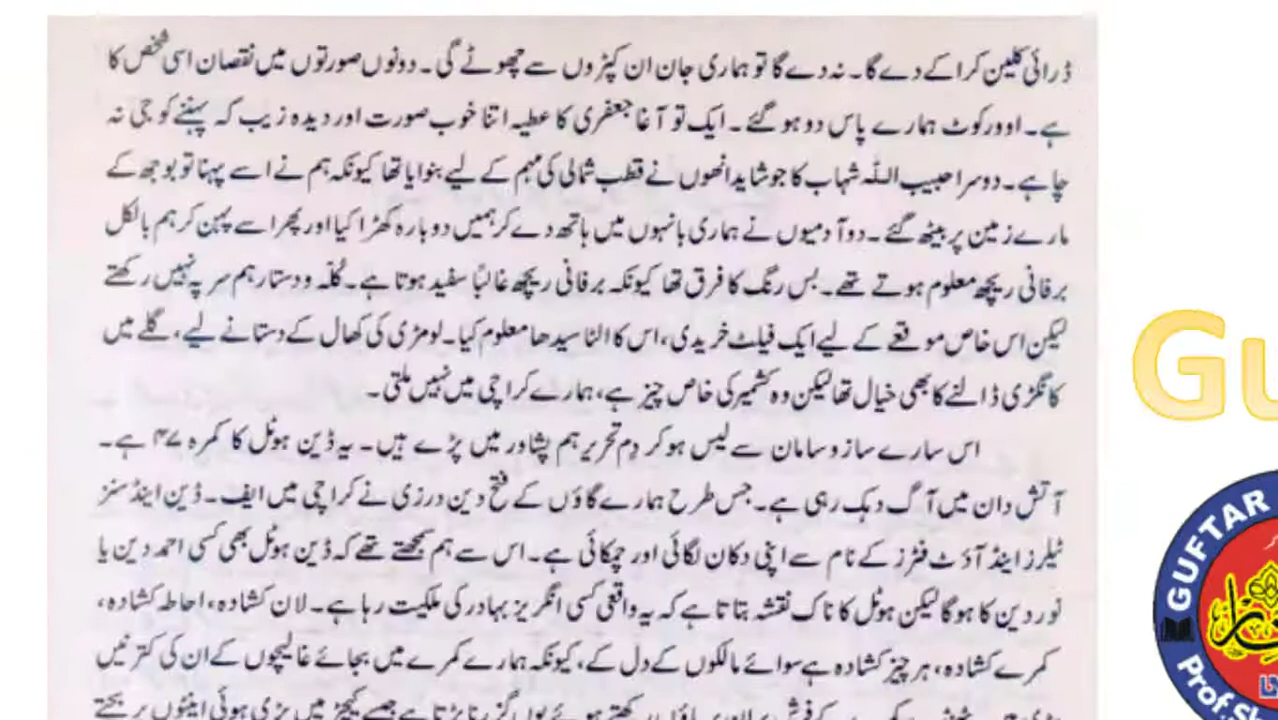 ڈرائی کلین کرا کے دے گا۔ نہ دے گا تو ہماری جان ان کپڑوں سے چھوٹے گی۔ دونوں صورتوں میں نقصان اسی شخص کا
ہے۔ اوورکوٹ ہمارے پاس دو ہو گئے۔ ایک تو آغا جعفری کا عطیہ اتنا خوب صورت اور دیدہ زیب کہ پہننے کو جی نہ
چاہے۔ دوسرا حبیب اللہ شہاب کا جو شاید انھوں نے قطب شمالی کی مہم کے لیے بنوایا تھا کیونکہ ہم نے اسے پہنا تو بوجھ کے
مارے زمین پر بیٹھ گئے۔ دو آدمیوں نے ہماری بانہوں میں ہاتھ دے کر ہمیں دوبارہ کھڑا کیا اور پھر اسے پہن کر ہم بالکل
برفانی ریچھ معلوم ہوتے تھے۔ بس رنگ کا فرق تھا کیونکہ برفانی ریچھ غالباً سفید ہوتا ہے۔ کُلہ و دستار ہم سر پہ نہیں رکھتے
لیکن اس خاص موقعے کے لیے ایک فیلٹ خریدی، اس کا الٹا سیدھا معلوم کیا۔ لومڑی کی کھال کے دستانے لیے، گلے میں
کانگڑی ڈالنے کا بھی خیال تھا لیکن وہ کشمیر کی خاص چیز ہے، ہمارے کراچی میں نہیں ملتی۔
اس سارے ساز و سامان سے لیس ہو کر دمِ تحریر ہم پشاور میں پڑے ہیں۔ یہ ڈین ہوٹل کا کمرہ ۴۷ ہے۔
آتش دان میں آگ دہک رہی ہے۔ جس طرح ہمارے گاؤں کے فتح دین درزی نے کراچی میں ایف۔ ڈین اینڈ سنز
ٹیلرز اینڈ آؤٹ فٹرز کے نام سے اپنی دکان لگائی اور چمکائی ہے۔ اس سے ہم سمجھتے تھے کہ ڈین ہوٹل بھی کسی احمد دین یا
نور دین کا ہوگا لیکن ہوٹل کا ناک نقشہ بتاتا ہے کہ یہ واقعی کسی انگریز بہادر کی ملکیت رہا ہے۔ لان کشادہ، احاطہ کشادہ،
کمرے کشادہ، ہر چیز کشادہ ہے سوائے مالکوں کے دل کے، کیونکہ ہمارے کمرے میں بجائے غالیچوں کے ان کی کترنیں
Gu
GUFTAR
Prof.